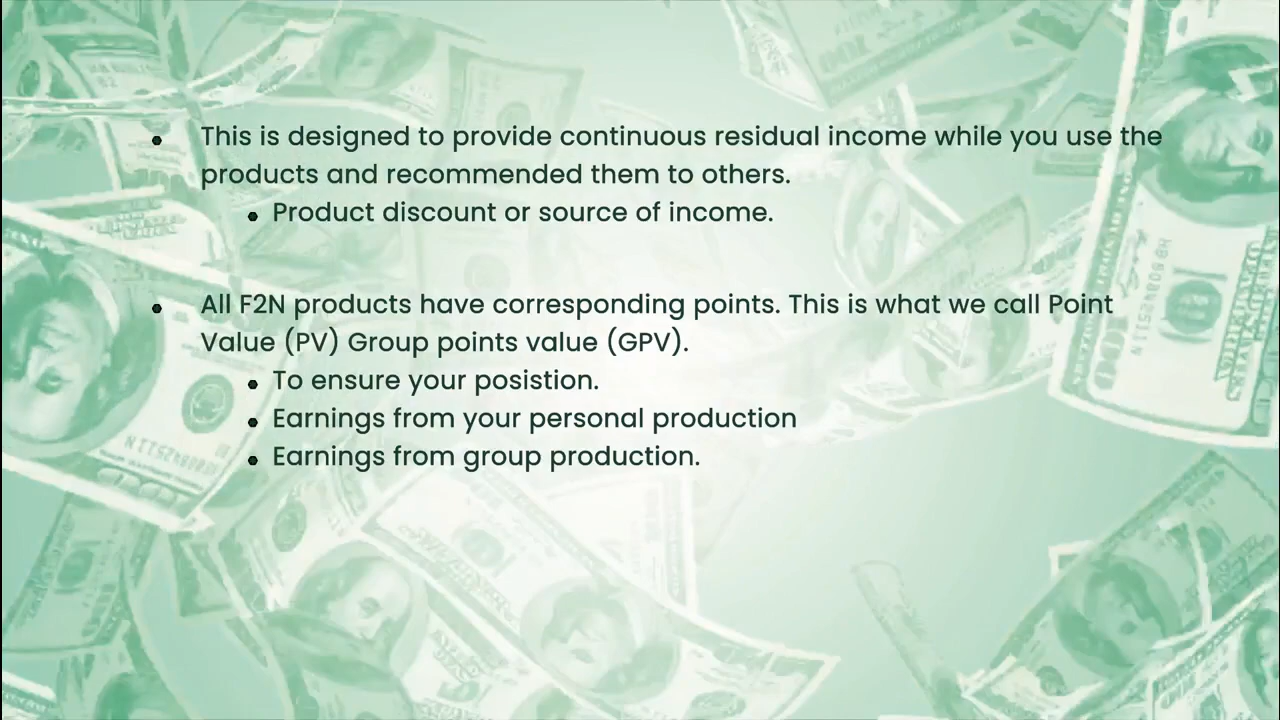 This is designed to provide continuous residual income while you use the
products and recommended them to others.
Product discount or source of income.
All F2N products have corresponding points. This is what we call Point
Value (PV) Group points value (GPV).
To ensure your posistion.
Earnings from your personal production
Earnings from group production.